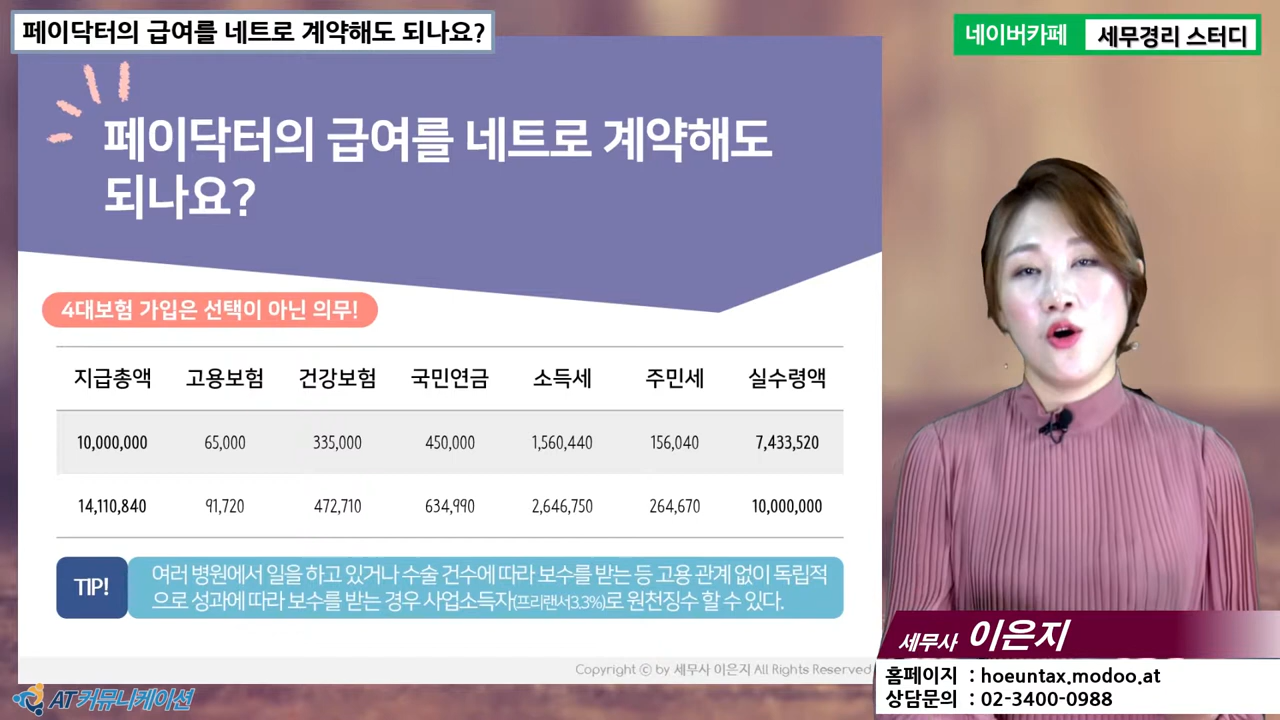 페이닥터의 급여를 네트로 계약해도 되나요?
네이버카페 세무경리 스터디
페이닥터의 급여를 네트로 계약해도
되나요?
4대보험 가입은 선택이 아닌 의무!
지급총액 고용보험 건강보험 국민연금 소득세 주민세 실수령액
10,000,000 65,000 335,000 450,000 1,560,440 156,040 7,433,520
14,110,840 91,720 472,710 634,990 2,646,750 264,670 10,000,000
TIP!
여러 병원에서 일을 하고 있거나 수술 건수에 따라 보수를 받는 등 고용 관계 없이 독립적
으로 성과에 따라 보수를 받는 경우 사업소득자(프리랜서3.3%)로 원천징수 할 수 있다.
Copyright ⓒ by 세무사 이은지 All Rights Reserved
세무사 이은지
홈페이지 : hoeuntax.modoo.at
상담문의 : 02-3400-0988
AT커뮤니케이션